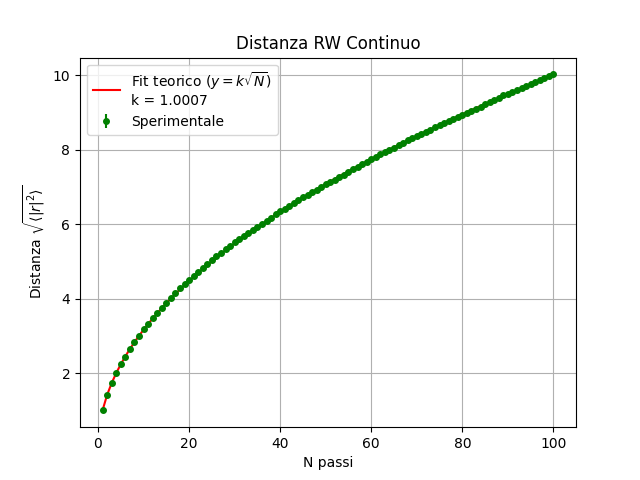 Distanza RW Continuo
Fit teorico (y = k√N)
k = 1.0007
Sperimentale
Distanza √⟨|r|²⟩
10
8
6
4
2
0 20 40 60 80 100
N passi